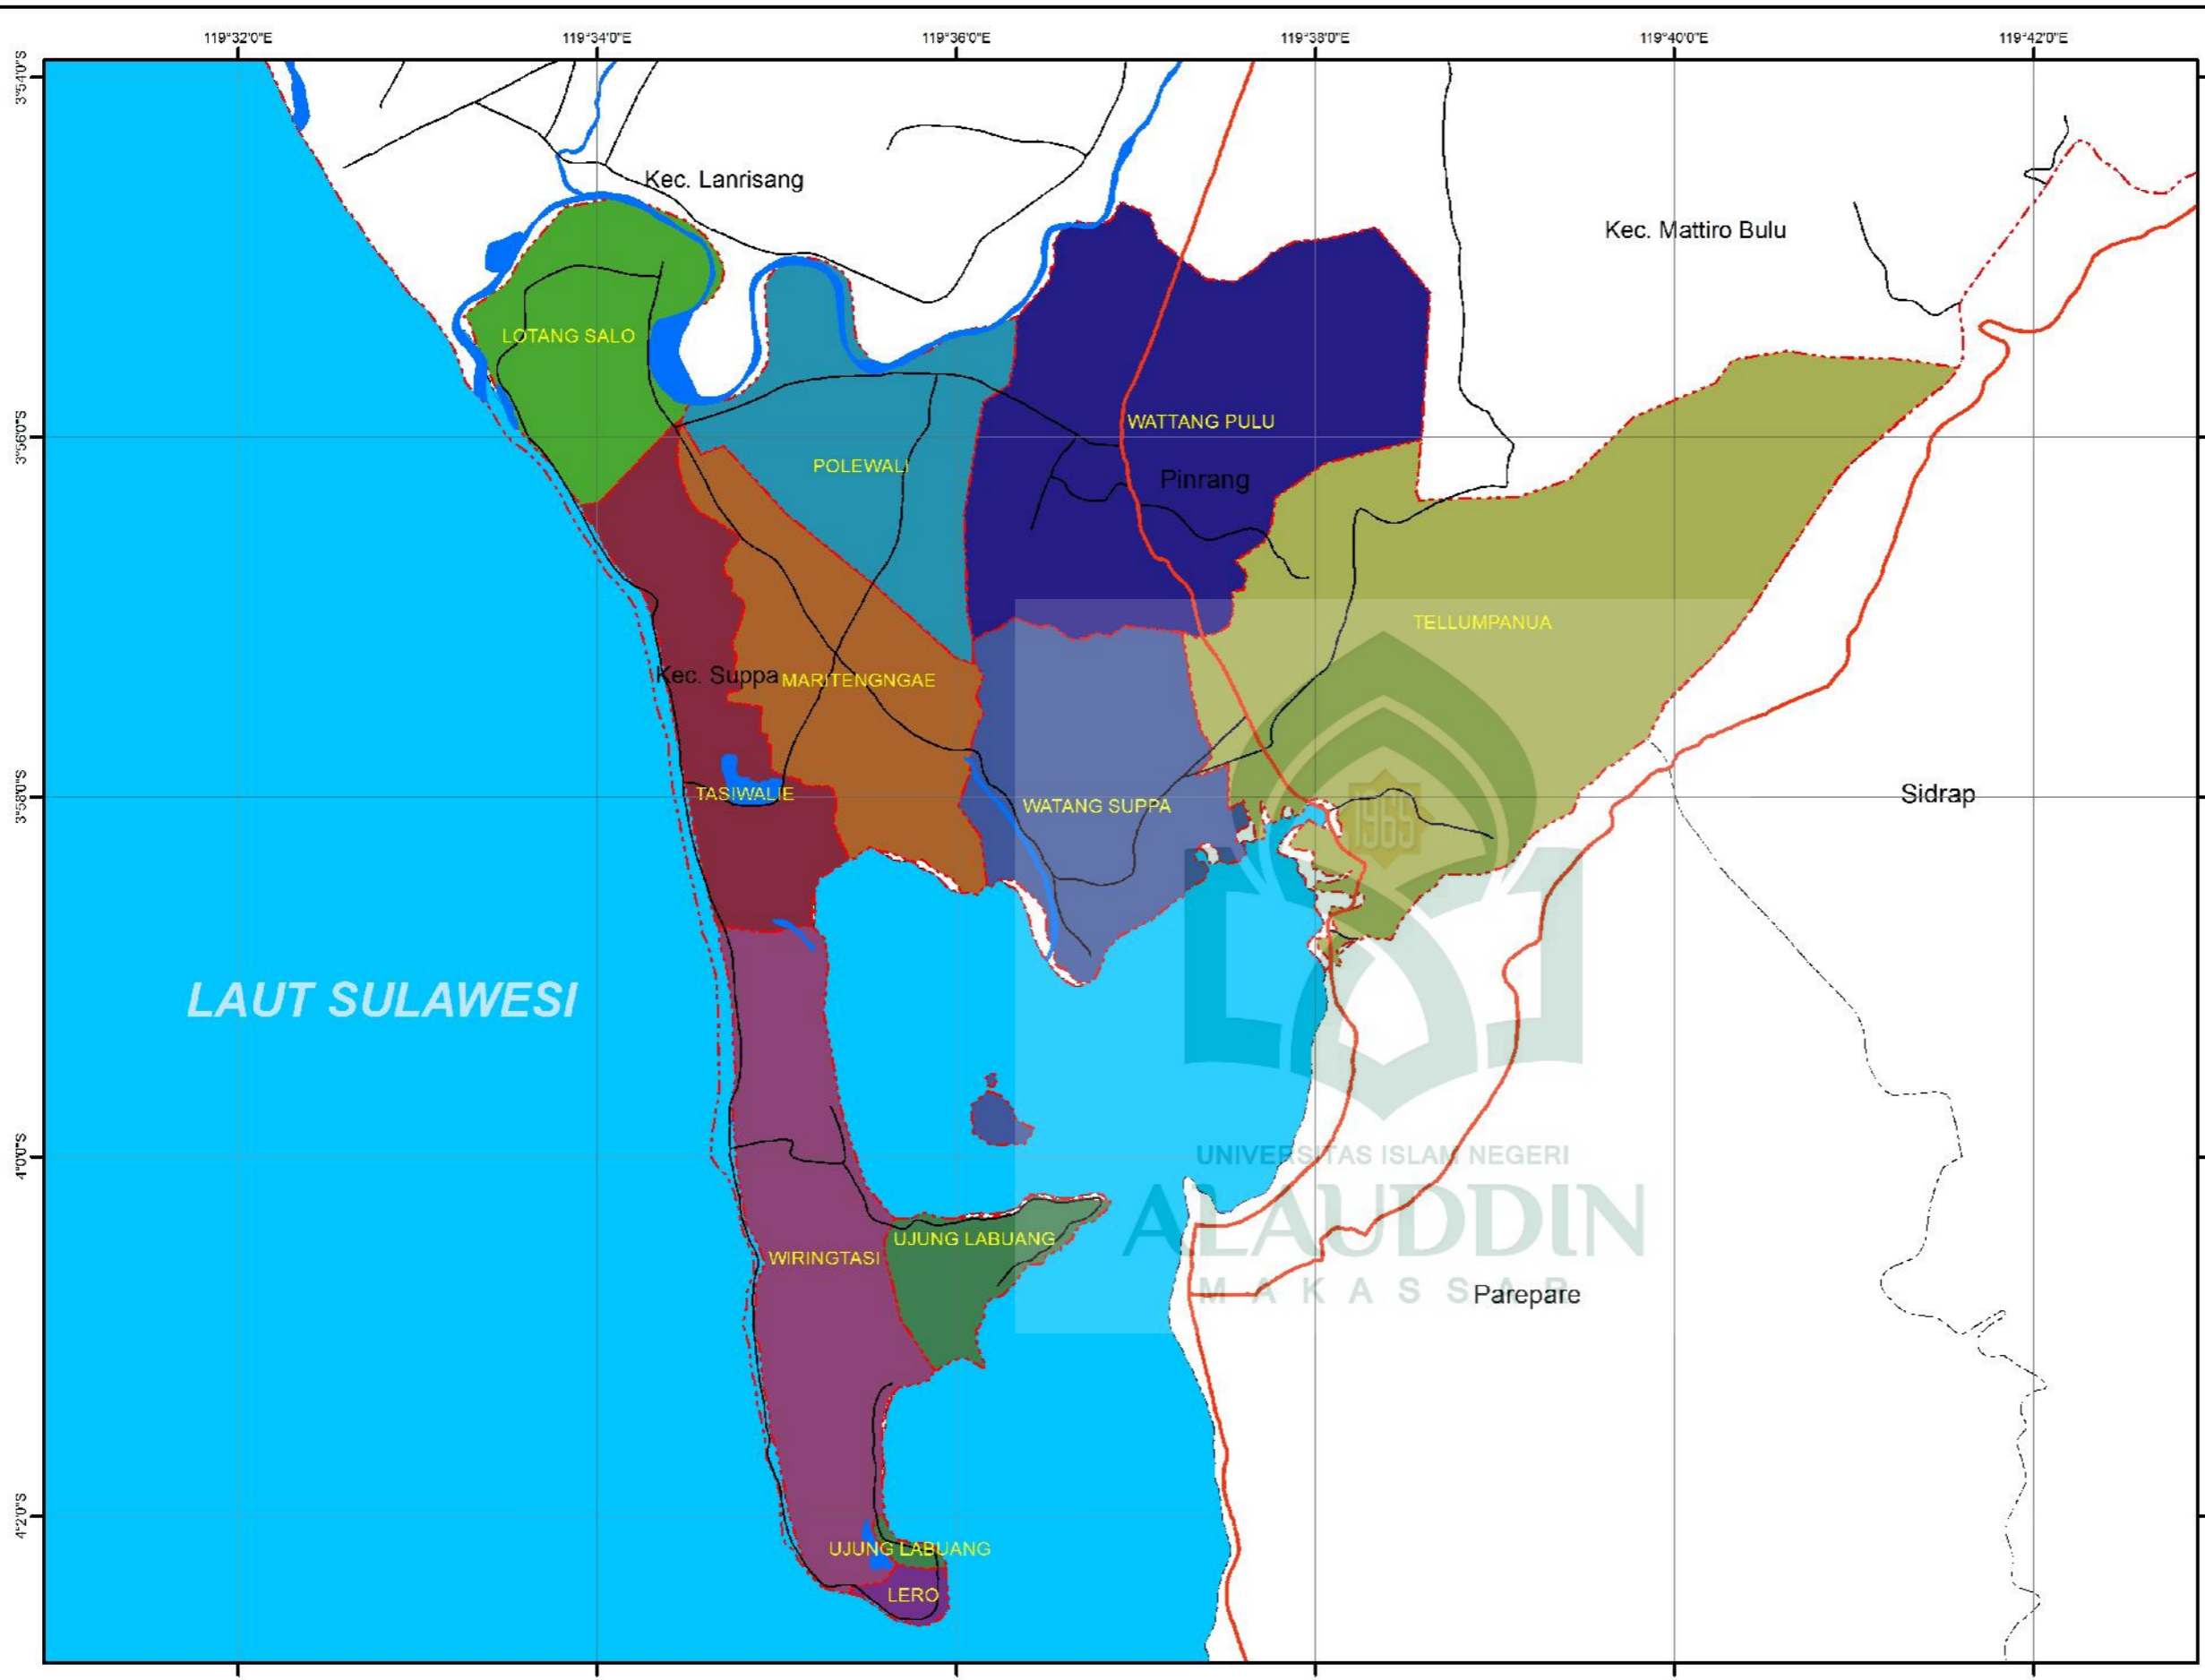 119°32'0"E
119°34'0"E
119°36'0"E
119°38'0"E
119°40'0"E
119°42'0"E
3°54'0"S
3°56'0"S
3°58'0"S
4°0'0"S
4°2'0"S
Kec. Lanrisang
Kec. Mattiro Bulu
LOTANG SALO
WATTANG PULU
POLEWALI
Pinrang
TELLUMPANUA
Kec. Suppa
MARITENGNGAE
TASIWALIE
WATANG SUPPA
Sidrap
1965
LAUT SULAWESI
UNIVERSITAS ISLAM NEGERI
ALAUDDIN
MAKASSAR
UJUNG LABUANG
WIRINGTASI
Parepare
UJUNG LABUANG
LERO